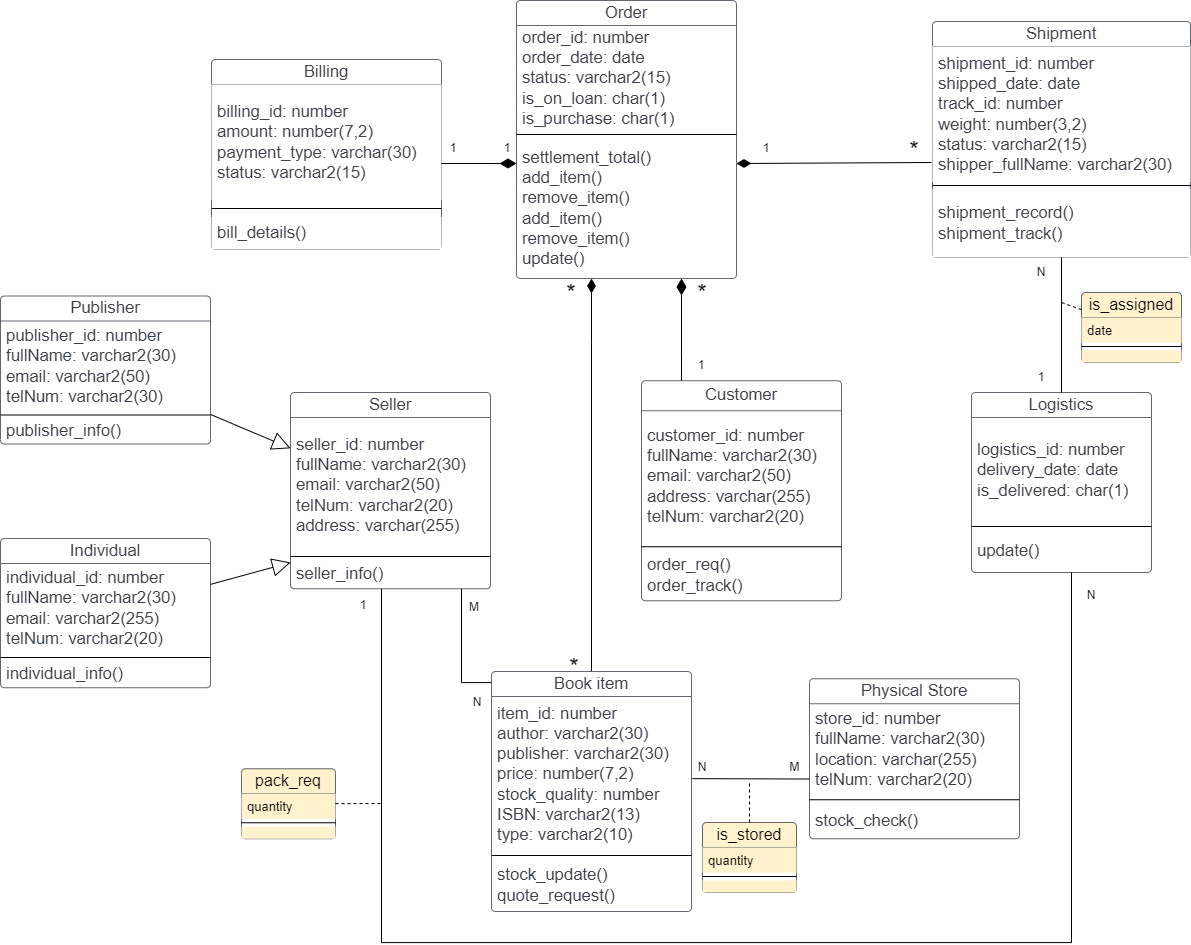 Order
order_id: number
order_date: date
status: varchar2(15)
is_on_loan: char(1)
is_purchase: char(1)
settlement_total()
add_item()
remove_item()
add_item()
remove_item()
update()
Shipment
shipment_id: number
shipped_date: date
track_id: number
weight: number(3,2)
status: varchar2(15)
shipper_fullName: varchar2(30)
shipment_record()
shipment_track()
Billing
billing_id: number
amount: number(7,2)
payment_type: varchar(30)
status: varchar2(15)
bill_details()
1
1
1
*
*
*
N
is_assigned
date
1
1
Publisher
publisher_id: number
fullName: varchar2(30)
email: varchar2(50)
telNum: varchar2(30)
publisher_info()
Seller
seller_id: number
fullName: varchar2(30)
email: varchar2(50)
telNum: varchar2(20)
address: varchar(255)
seller_info()
Customer
customer_id: number
fullName: varchar2(30)
email: varchar2(50)
address: varchar(255)
telNum: varchar2(20)
order_req()
order_track()
Logistics
logistics_id: number
delivery_date: date
is_delivered: char(1)
update()
Individual
individual_id: number
fullName: varchar2(30)
email: varchar2(255)
telNum: varchar2(20)
individual_info()
1
M
N
*
N
Book item
item_id: number
author: varchar2(30)
publisher: varchar2(30)
price: number(7,2)
stock_quality: number
ISBN: varchar2(13)
type: varchar2(10)
stock_update()
quote_request()
N
M
Physical Store
store_id: number
fullName: varchar2(30)
location: varchar(255)
telNum: varchar2(20)
stock_check()
pack_req
quantity
is_stored
quantity